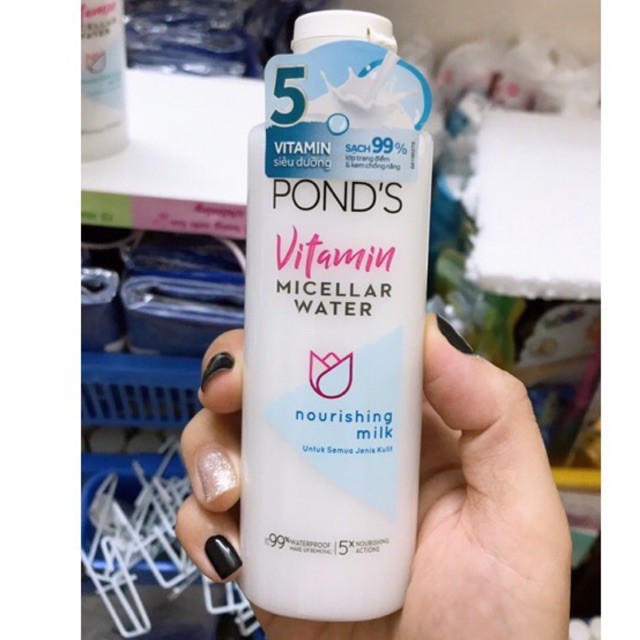 5
VITAMIN
siêu dưỡng
SẠCH 99%
lớp trang điểm
& kem chống nắng
POND'S
Vitamin
MICELLAR
WATER
nourishing
milk
Untuk Semua Jenis Kulit
99% WATERPROOF
MAKE UP REMOVAL
5x NOURISHING
ACTIONS